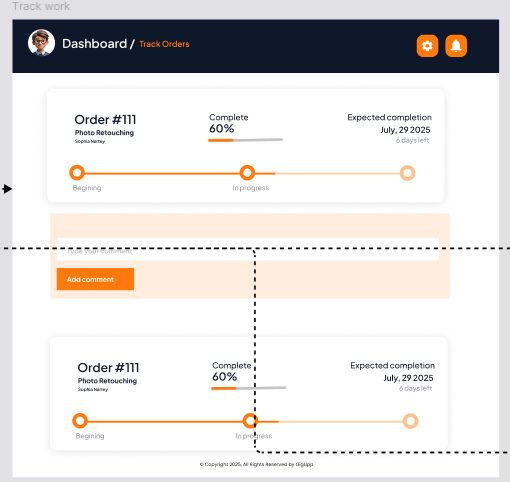 Track work
Dashboard / Track Orders
Order #111
Photo Retouching
Sophia Nartey
Complete
60%
Expected completion
July, 29 2025
6 days left
Begining
In progress
Type your comment
Add comment
Order #111
Photo Retouching
Sophia Nartey
Complete
60%
Expected completion
July, 29 2025
6 days left
Begining
In progress
© Copyright 2025, All Rights Reserved by GigUpp